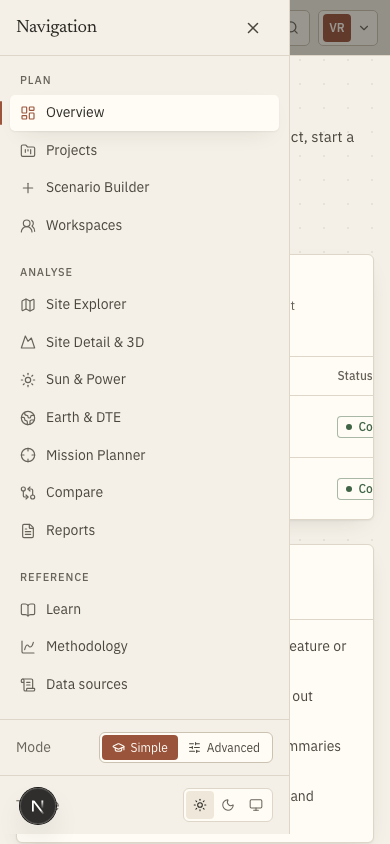 Navigation
VR
PLAN
Overview
ct, start a
Projects
Scenario Builder
Workspaces
ANALYSE
Site Explorer
t
Site Detail & 3D
Sun & Power
Status
Earth & DTE
Co
Mission Planner
Compare
Co
Reports
REFERENCE
Learn
Methodology
eature or
Data sources
out
Mode
Simple
Advanced
mmaries
N
and